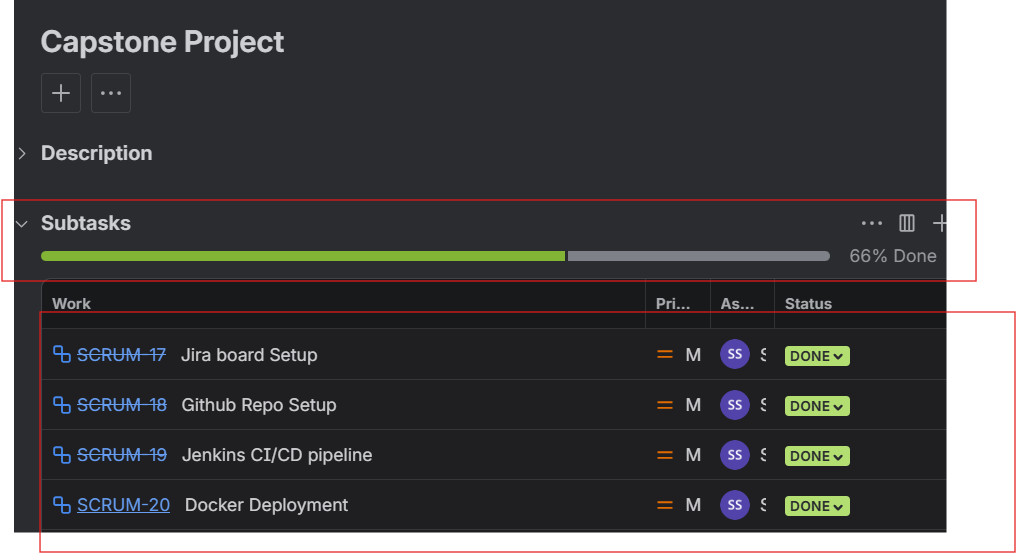 Capstone Project
Description
Subtasks
66% Done
Work Pri... As... Status
SCRUM-17 Jira board Setup M SS DONE
SCRUM-18 Github Repo Setup M SS DONE
SCRUM-19 Jenkins CI/CD pipeline M SS DONE
SCRUM-20 Docker Deployment M SS DONE